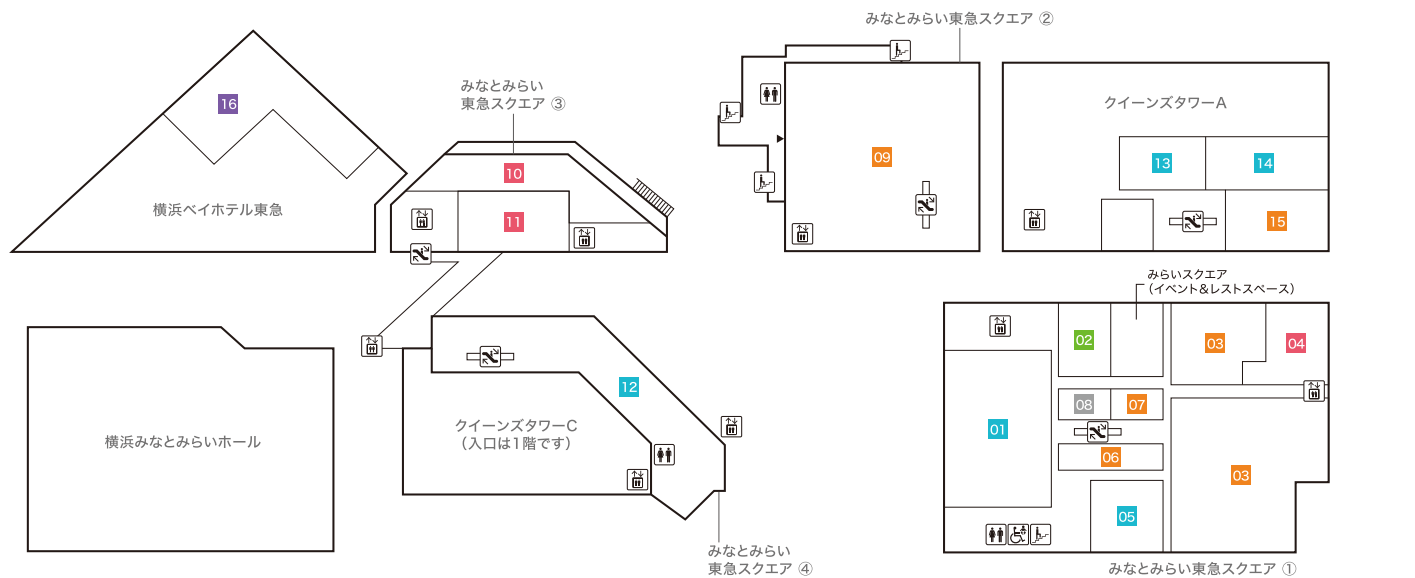 みなとみらい東急スクエア ②
みなとみらい
東急スクエア ③
16
横浜ベイホテル東急
10
11
09
クイーンズタワーA
13
14
15
みらいスクエア
（イベント&レストスペース）
02
03
04
08
07
01
06
03
05
みなとみらい東急スクエア ①
12
クイーンズタワーC
（入口は1階です）
横浜みなとみらいホール
みなとみらい
東急スクエア ④